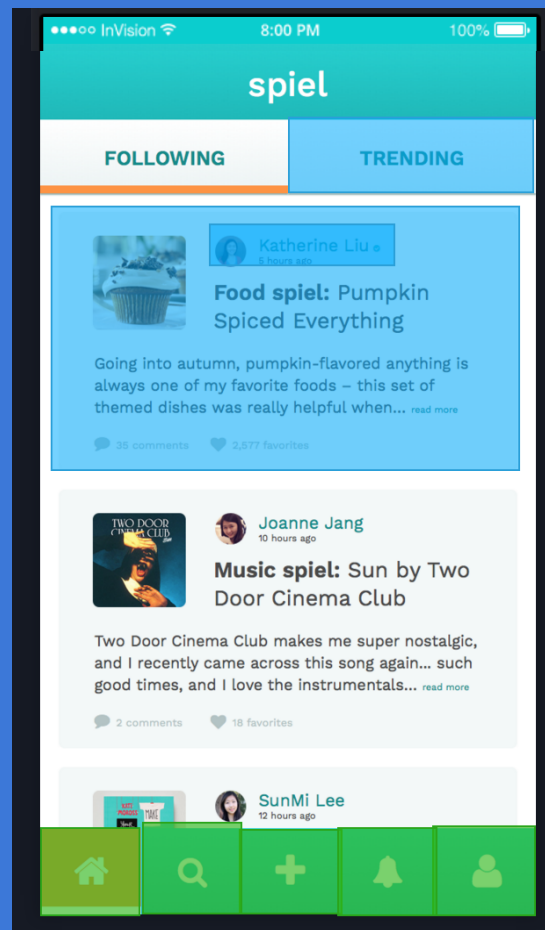 InVision 8:00 PM 100%
spiel
FOLLOWING TRENDING
Katherine Liu
5 hours ago
Food spiel: Pumpkin
Spiced Everything
Going into autumn, pumpkin-flavored anything is
always one of my favorite foods – this set of
themed dishes was really helpful when... read more
35 comments 2,577 favorites
TWO DOOR
CINEMA CLUB
Joanne Jang
10 hours ago
Music spiel: Sun by Two
Door Cinema Club
Two Door Cinema Club makes me super nostalgic,
and I recently came across this song again... such
good times, and I love the instrumentals... read more
2 comments 18 favorites
SunMi Lee
12 hours ago